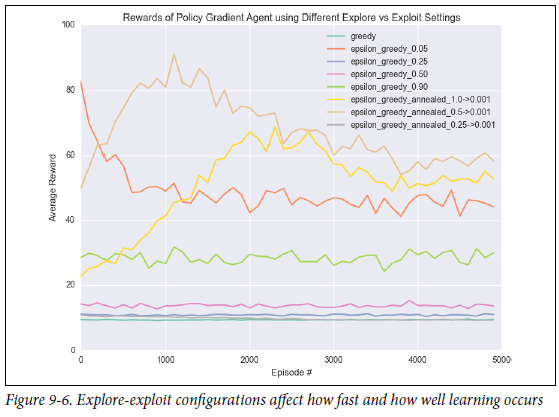 Rewards of Policy Gradient Agent using Different Explore vs Exploit Settings
100
80
60
40
20
0
Average Reward
greedy
epsilon_greedy_0.05
epsilon_greedy_0.25
epsilon_greedy_0.50
epsilon_greedy_0.90
epsilon_greedy_annealed_1.0->0.001
epsilon_greedy_annealed_0.5->0.001
epsilon_greedy_annealed_0.25->0.001
0 1000 2000 3000 4000 5000
Episode #
Figure 9-6. Explore-exploit configurations affect how fast and how well learning occurs